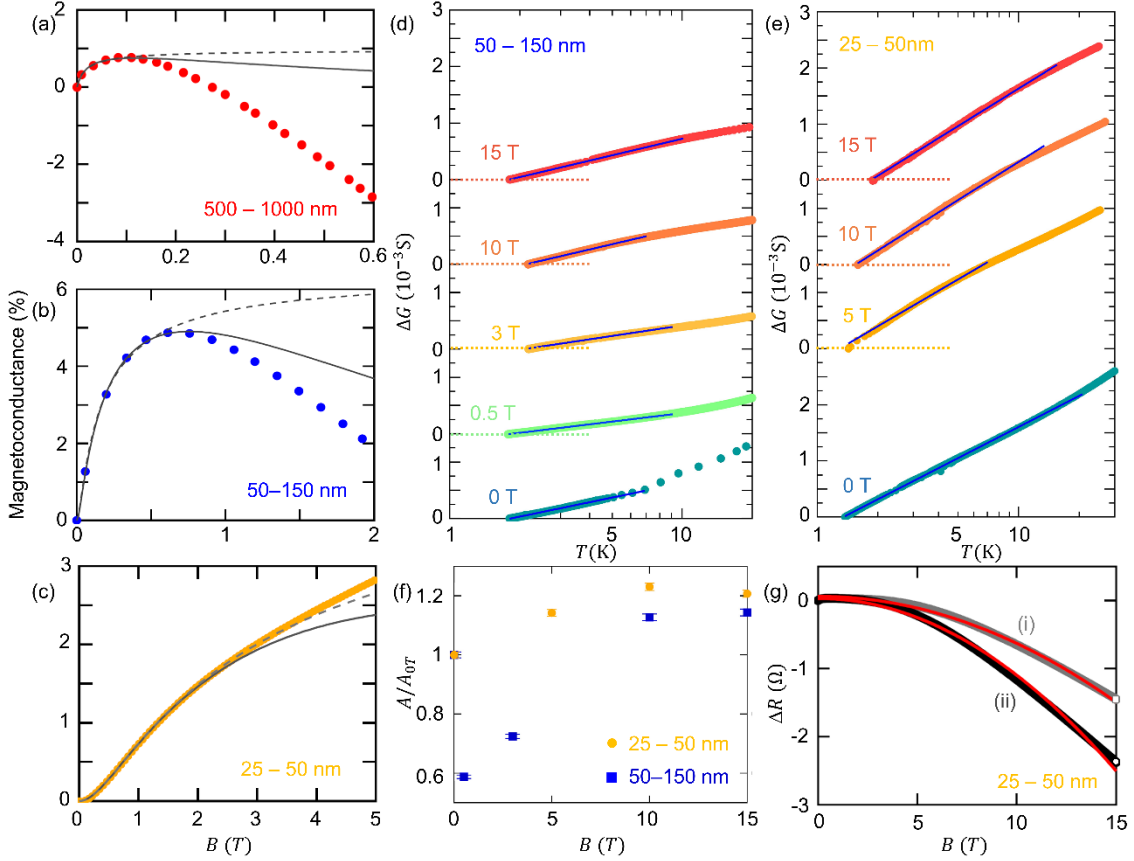 (a)
2
0
-2
-4
0
0.2
0.4
0.6
500 – 1000 nm
(b)
6
4
2
0
0
1
2
50–150 nm
Magnetoconductance (%)
(c)
3
2
1
0
0
1
2
3
4
5
25 – 50 nm
B (T)
(d)
50 – 150 nm
3
2
1
0
1
0
1
0
1
0
1
0
15 T
10 T
3 T
0.5 T
0 T
ΔG (10⁻³S)
1
10
T(K)
(e)
25 – 50nm
3
2
1
0
1
0
1
0
2
1
0
15 T
10 T
5 T
0 T
ΔG (10⁻³S)
1
10
T(K)
(f)
1.2
1
0.8
0.6
A/A0T
25 – 50 nm
50–150 nm
0
5
10
15
B (T)
(g)
0
-1
-2
-3
ΔR (Ω)
(i)
(ii)
25 – 50 nm
0
5
10
15
B (T)